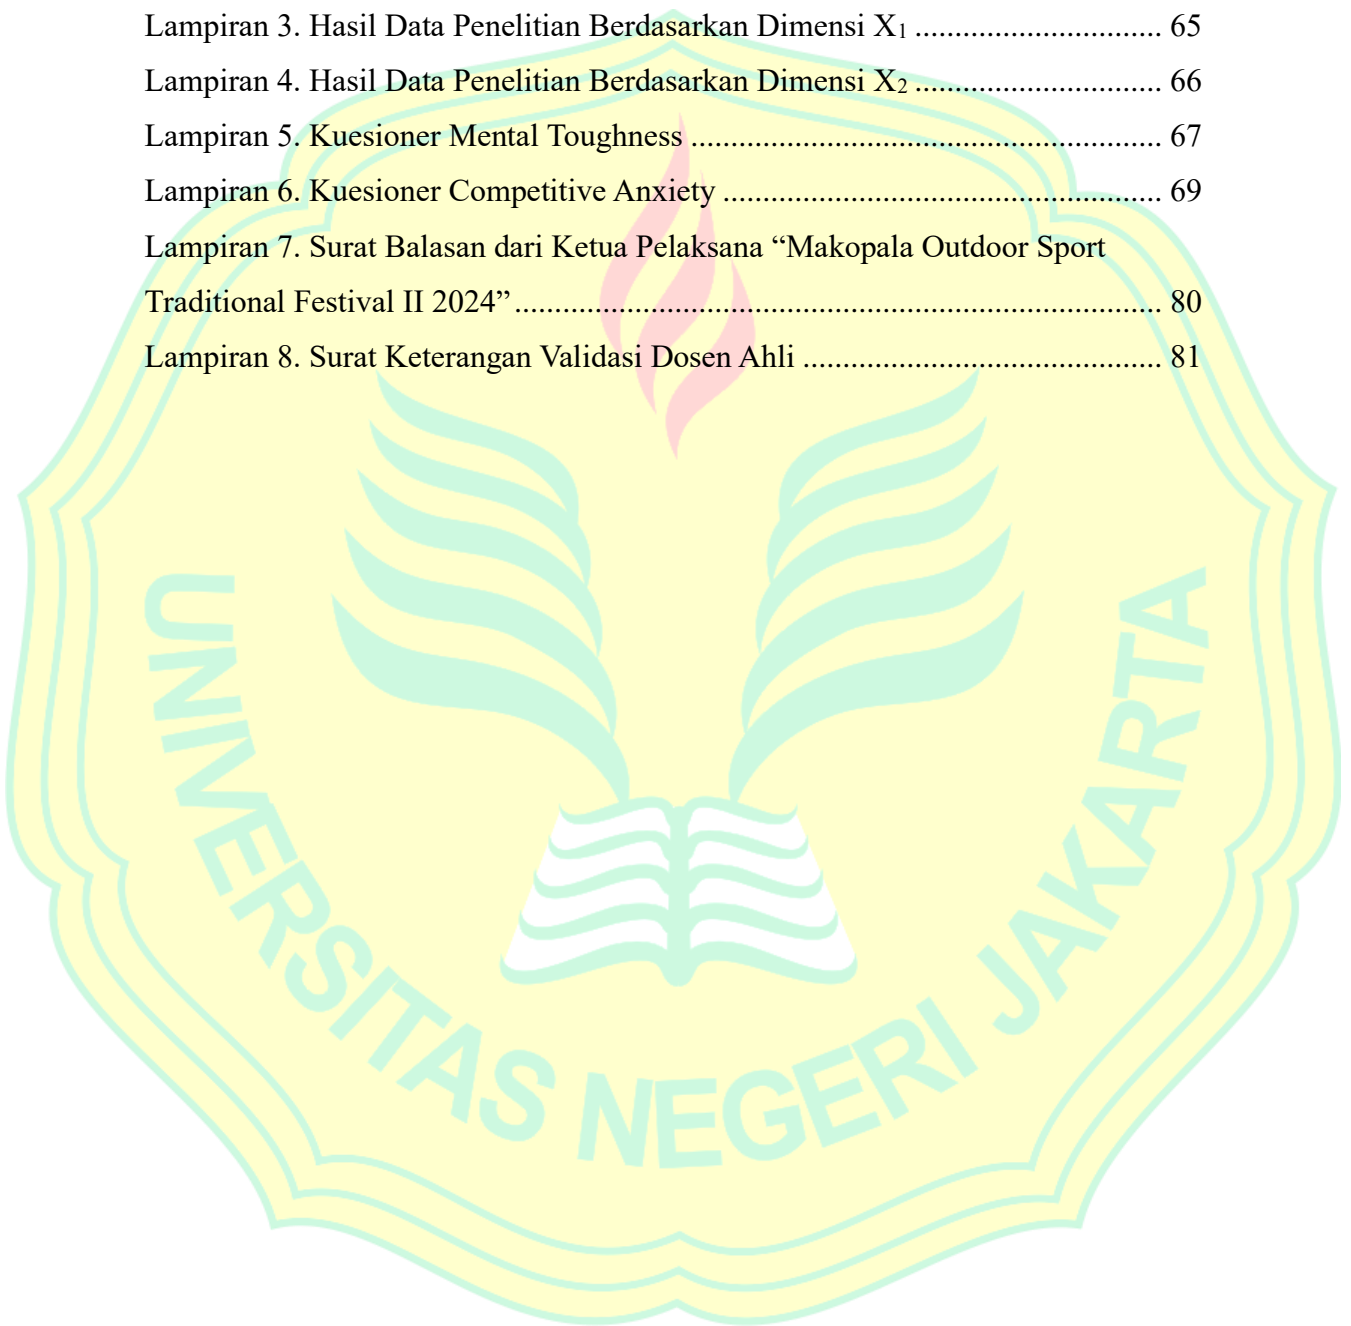 Lampiran 3. Hasil Data Penelitian Berdasarkan Dimensi X₁ ............................... 65
Lampiran 4. Hasil Data Penelitian Berdasarkan Dimensi X₂ ............................... 66
Lampiran 5. Kuesioner Mental Toughness ........................................................... 67
Lampiran 6. Kuesioner Competitive Anxiety ....................................................... 69
Lampiran 7. Surat Balasan dari Ketua Pelaksana “Makopala Outdoor Sport
Traditional Festival II 2024” ................................................................................. 80
Lampiran 8. Surat Keterangan Validasi Dosen Ahli ............................................. 81
UNIVERSITAS NEGERI JAKARTA